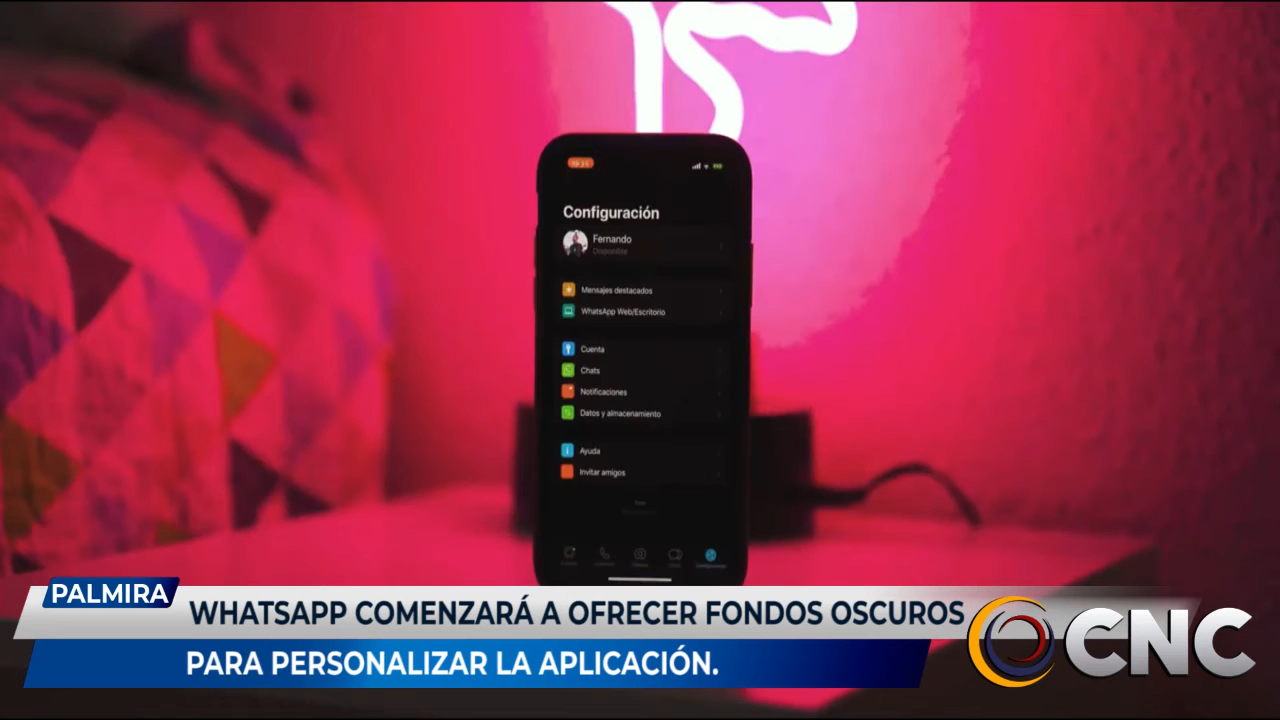 Configuración
Fernando
Disponible
Mensajes destacados
WhatsApp Web/Escritorio
Cuenta
Chats
Notificaciones
Datos y almacenamiento
Ayuda
Invitar amigos
PALMIRA
WHATSAPP COMENZARÁ A OFRECER FONDOS OSCUROS
PARA PERSONALIZAR LA APLICACIÓN.
CNC